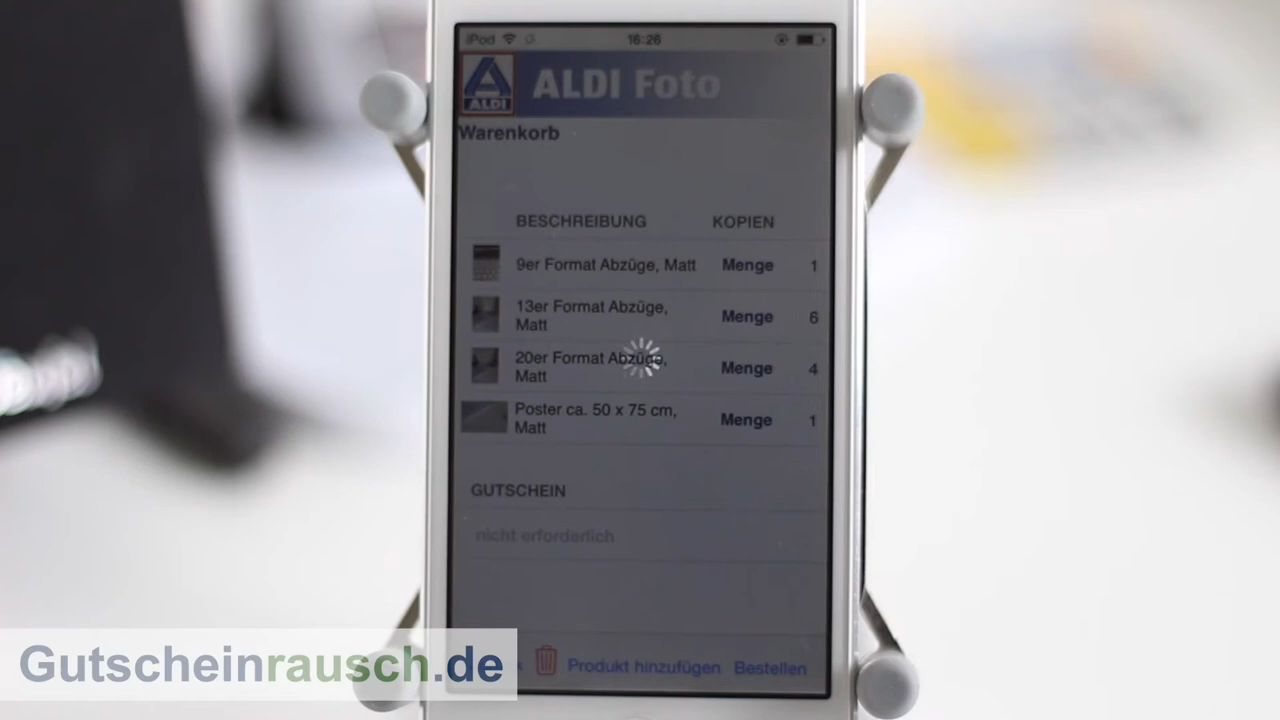 iPod
16:26
ALDI
ALDI Foto
Warenkorb
BESCHREIBUNG KOPIEN
9er Format Abzüge, Matt Menge 1
13er Format Abzüge,
Matt
Menge 6
20er Format Abzüge,
Matt
Menge 4
Poster ca. 50 x 75 cm,
Matt
Menge 1
GUTSCHEIN
nicht erforderlich
Produkt hinzufügen Bestellen
Gutscheinrausch.de